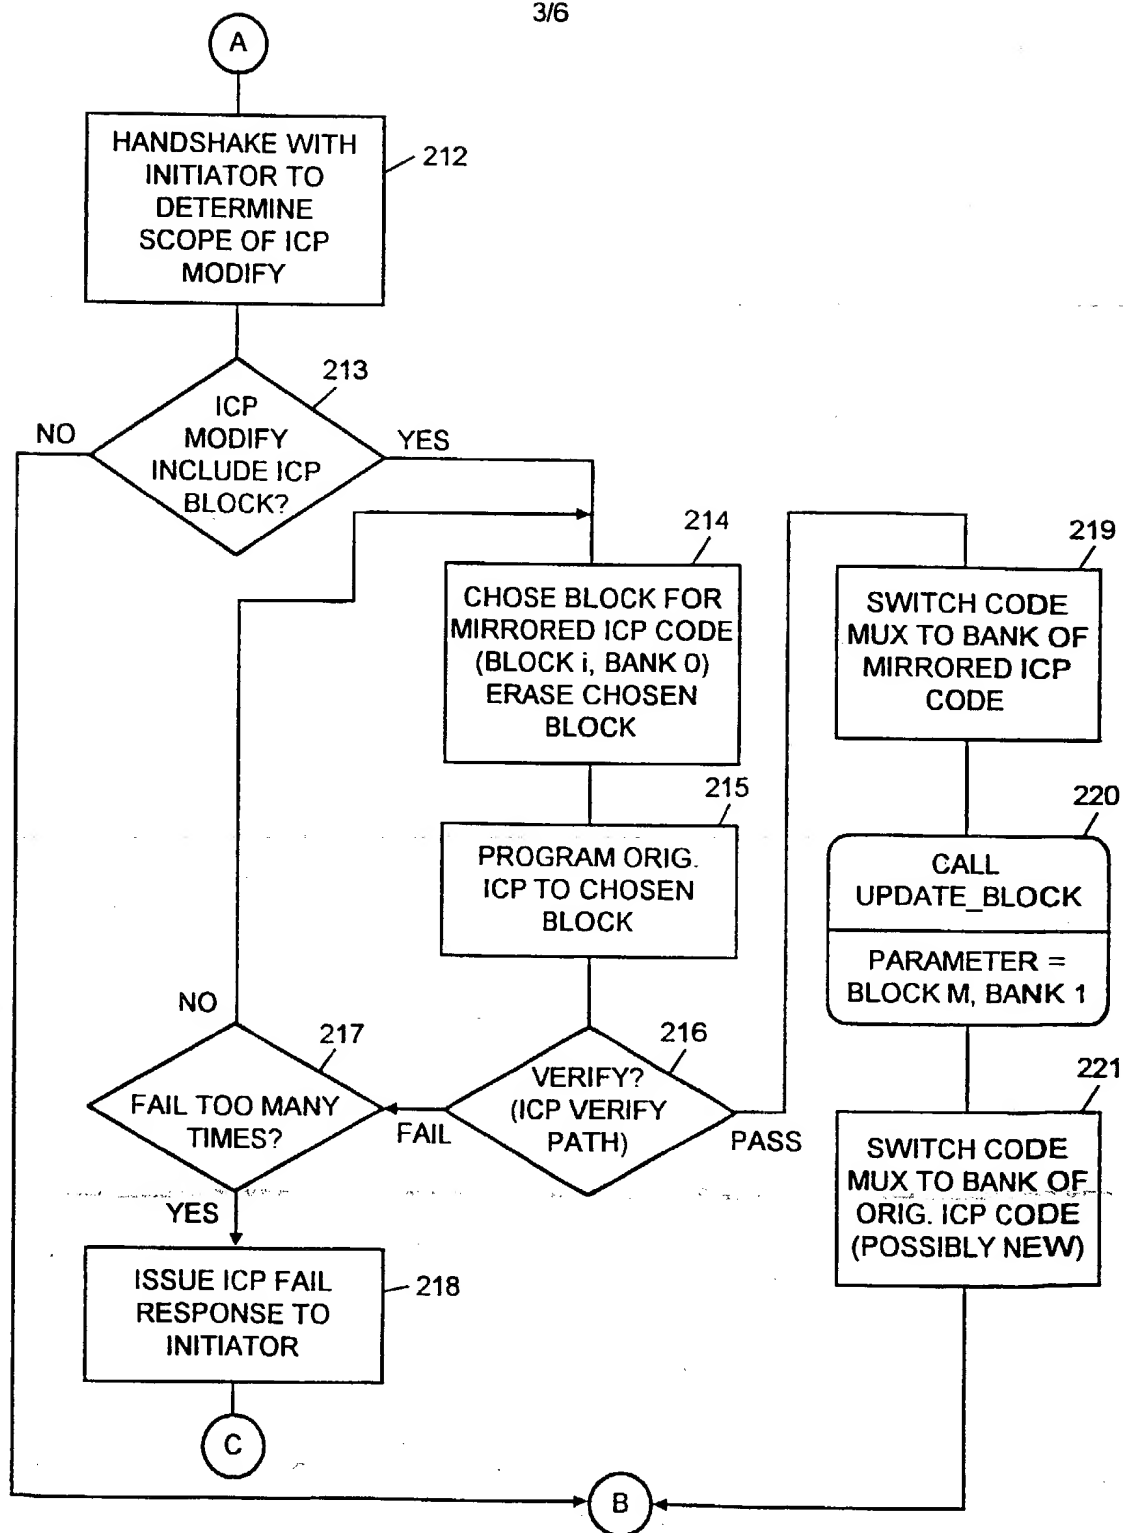 3/6
A
HANDSHAKE WITH
INITIATOR TO
DETERMINE
SCOPE OF ICP
MODIFY
212
213
ICP
MODIFY
INCLUDE ICP
BLOCK?
NO
YES
214
CHOSE BLOCK FOR
MIRRORED ICP CODE
(BLOCK i, BANK 0)
ERASE CHOSEN
BLOCK
215
PROGRAM ORIG.
ICP TO CHOSEN
BLOCK
216
VERIFY?
(ICP VERIFY
PATH)
FAIL
PASS
217
FAIL TOO MANY
TIMES?
NO
YES
ISSUE ICP FAIL
RESPONSE TO
INITIATOR
218
C
219
SWITCH CODE
MUX TO BANK OF
MIRRORED ICP
CODE
220
CALL
UPDATE_BLOCK
PARAMETER =
BLOCK M, BANK 1
221
SWITCH CODE
MUX TO BANK OF
ORIG. ICP CODE
(POSSIBLY NEW)
B